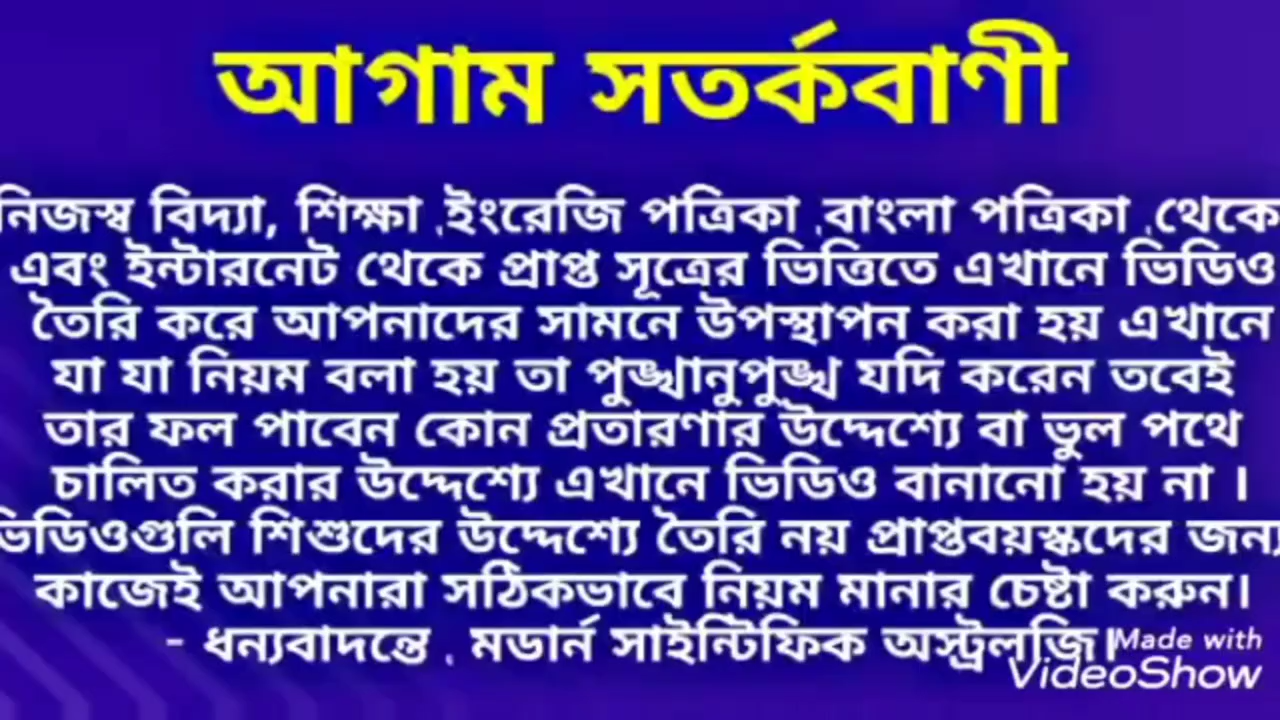 আগাম সতর্কবাণী
নিজস্ব বিদ্যা, শিক্ষা ,ইংরেজি পত্রিকা ,বাংলা পত্রিকা ,থেকে
এবং ইন্টারনেট থেকে প্রাপ্ত সূত্রের ভিত্তিতে এখানে ভিডিও
তৈরি করে আপনাদের সামনে উপস্থাপন করা হয় এখানে
যা যা নিয়ম বলা হয় তা পুঙ্খানুপুঙ্খ যদি করেন তবেই
তার ফল পাবেন কোন প্রতারণার উদ্দেশ্যে বা ভুল পথে
চালিত করার উদ্দেশ্যে এখানে ভিডিও বানানো হয় না ।
ভিডিওগুলি শিশুদের উদ্দেশ্যে তৈরি নয় প্রাপ্তবয়স্কদের জন্য
কাজেই আপনারা সঠিকভাবে নিয়ম মানার চেষ্টা করুন।
- ধন্যবাদন্তে , মডার্ন সাইন্টিফিক অস্ট্রলজি।
Made with
VideoShow